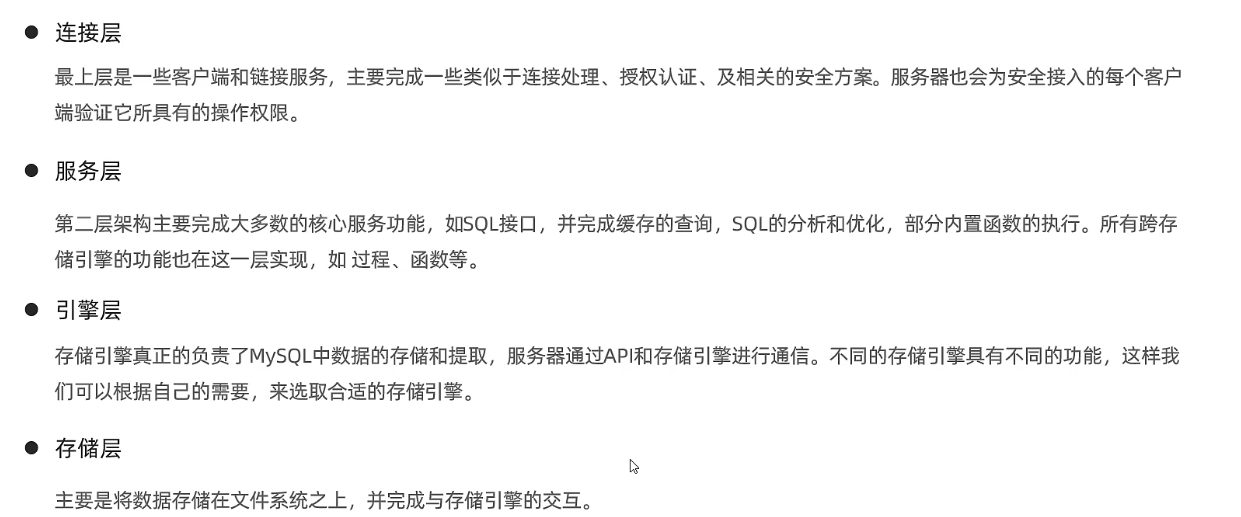 ● 连接层
最上层是一些客户端和链接服务，主要完成一些类似于连接处理、授权认证、及相关的安全方案。服务器也会为安全接入的每个客户
端验证它所具有的操作权限。
● 服务层
第二层架构主要完成大多数的核心服务功能，如SQL接口，并完成缓存的查询，SQL的分析和优化，部分内置函数的执行。所有跨存
储引擎的功能也在这一层实现，如 过程、函数等。
● 引擎层
存储引擎真正的负责了MySQL中数据的存储和提取，服务器通过API和存储引擎进行通信。不同的存储引擎具有不同的功能，这样我
们可以根据自己的需要，来选取合适的存储引擎。
● 存储层
主要是将数据存储在文件系统之上，并完成与存储引擎的交互。